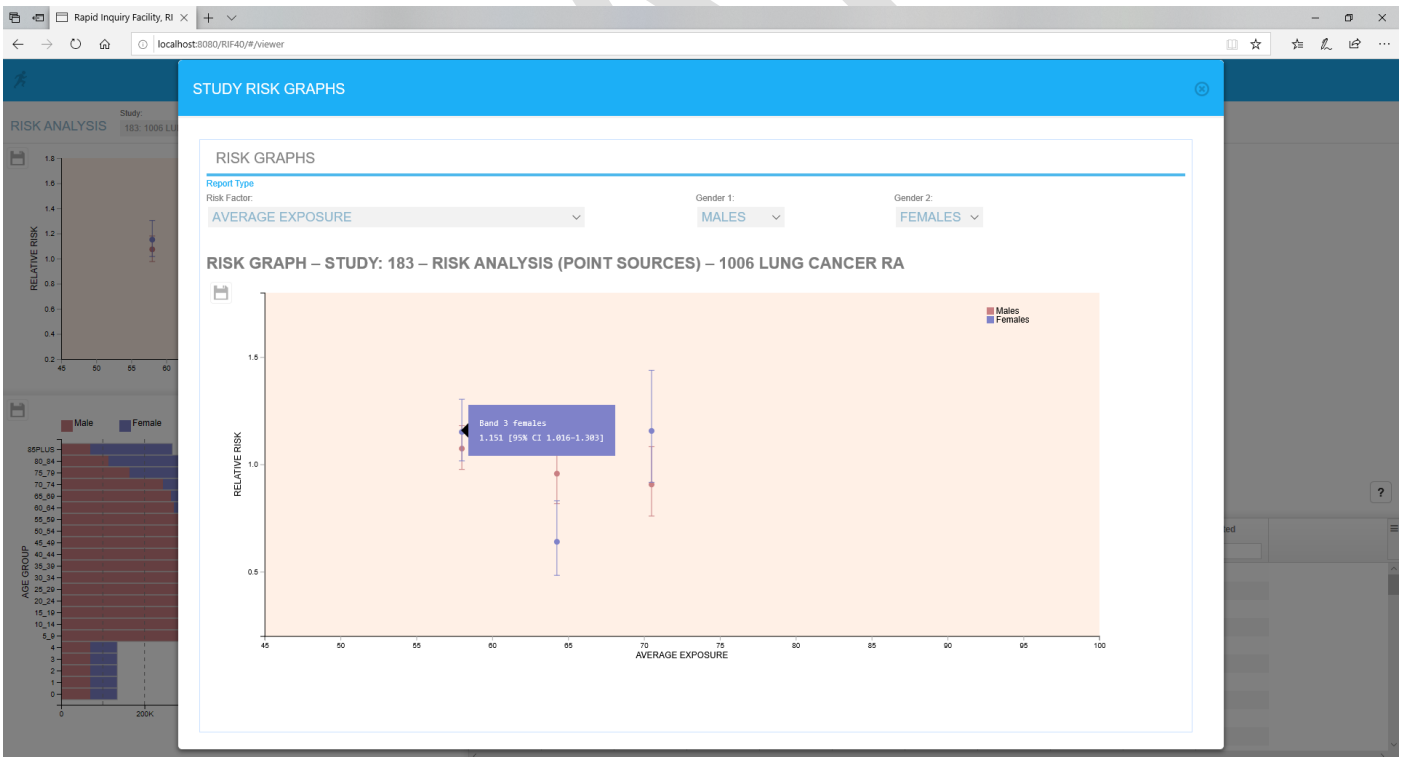 Rapid Inquiry Facility, RI
localhost:8080/RIF40/#/viewer
STUDY RISK GRAPHS
RISK ANALYSIS
Study:
183: 1006 LU
RISK GRAPHS
Report Type
Risk Factor:
Gender 1:
Gender 2:
AVERAGE EXPOSURE
MALES
FEMALES
RISK GRAPH – STUDY: 183 – RISK ANALYSIS (POINT SOURCES) – 1006 LUNG CANCER RA
Males
Females
1.5
1.0
0.5
RELATIVE RISK
Band 3 females
1.151 [95% CI 1.016-1.303]
45 50 55 60 65 70 75 80 85 90 95 100
AVERAGE EXPOSURE
1.8
1.6
1.4
1.2
1.0
0.8
0.6
0.4
0.2
RELATIVE RISK
45 50 55 60
Male
Female
85PLUS
80_84
75_79
70_74
65_69
60_64
55_59
50_54
45_49
40_44
35_39
30_34
25_29
20_24
15_19
10_14
5_9
4
3
2
1
0
AGE GROUP
0 200K
?
ted